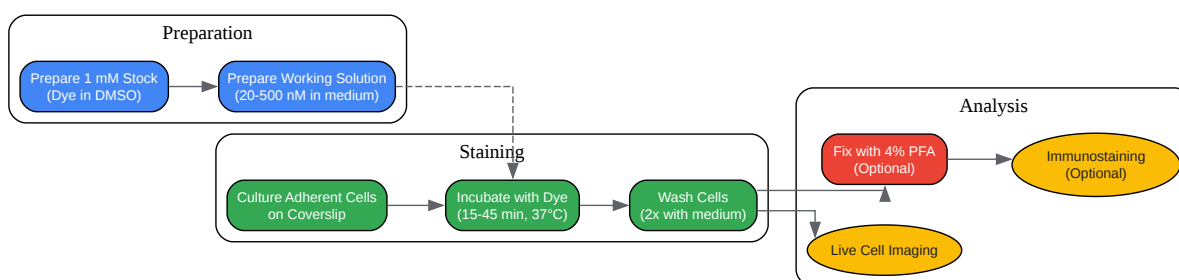 Preparation
Prepare 1 mM Stock
(Dye in DMSO)
Prepare Working Solution
(20-500 nM in medium)
Staining
Culture Adherent Cells
on Coverslip
Incubate with Dye
(15-45 min, 37°C)
Wash Cells
(2x with medium)
Analysis
Fix with 4% PFA
(Optional)
Immunostaining
(Optional)
Live Cell Imaging